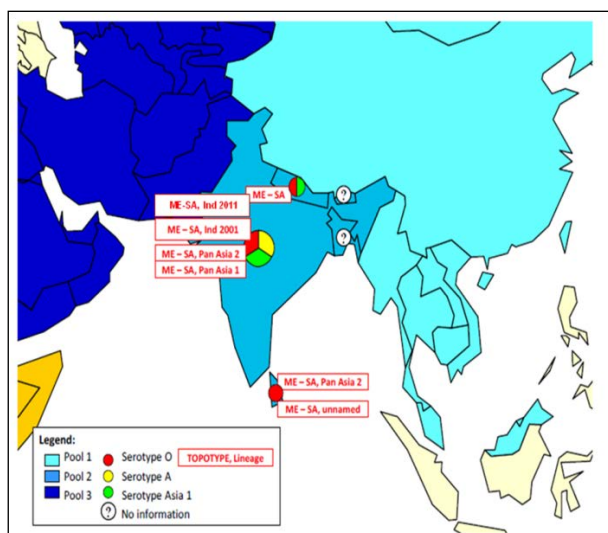 ?
ME – SA
ME-SA, Ind 2011
ME – SA, Ind 2001
?
ME – SA, Pan Asia 2
ME – SA, Pan Asia 1
ME – SA, Pan Asia 2
ME – SA, unnamed
Legend:
Pool 1 Serotype O TOPOTYPE, Lineage
Pool 2 Serotype A
Pool 3 Serotype Asia 1
? No information